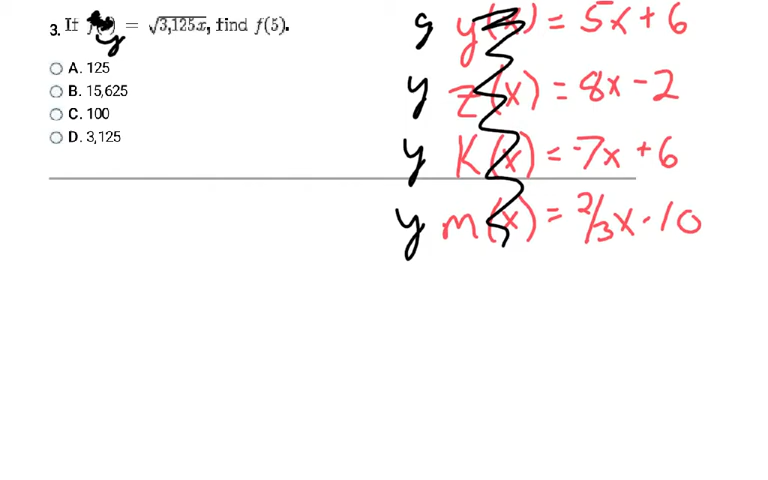 3. If f(x) y = √3,125x, find f(5).
A. 125
B. 15,625
C. 100
D. 3,125
y y(x) = 5x + 6
y z(x) = 8x - 2
y K(x) = -7x + 6
y m(x) = 2/3x - 10